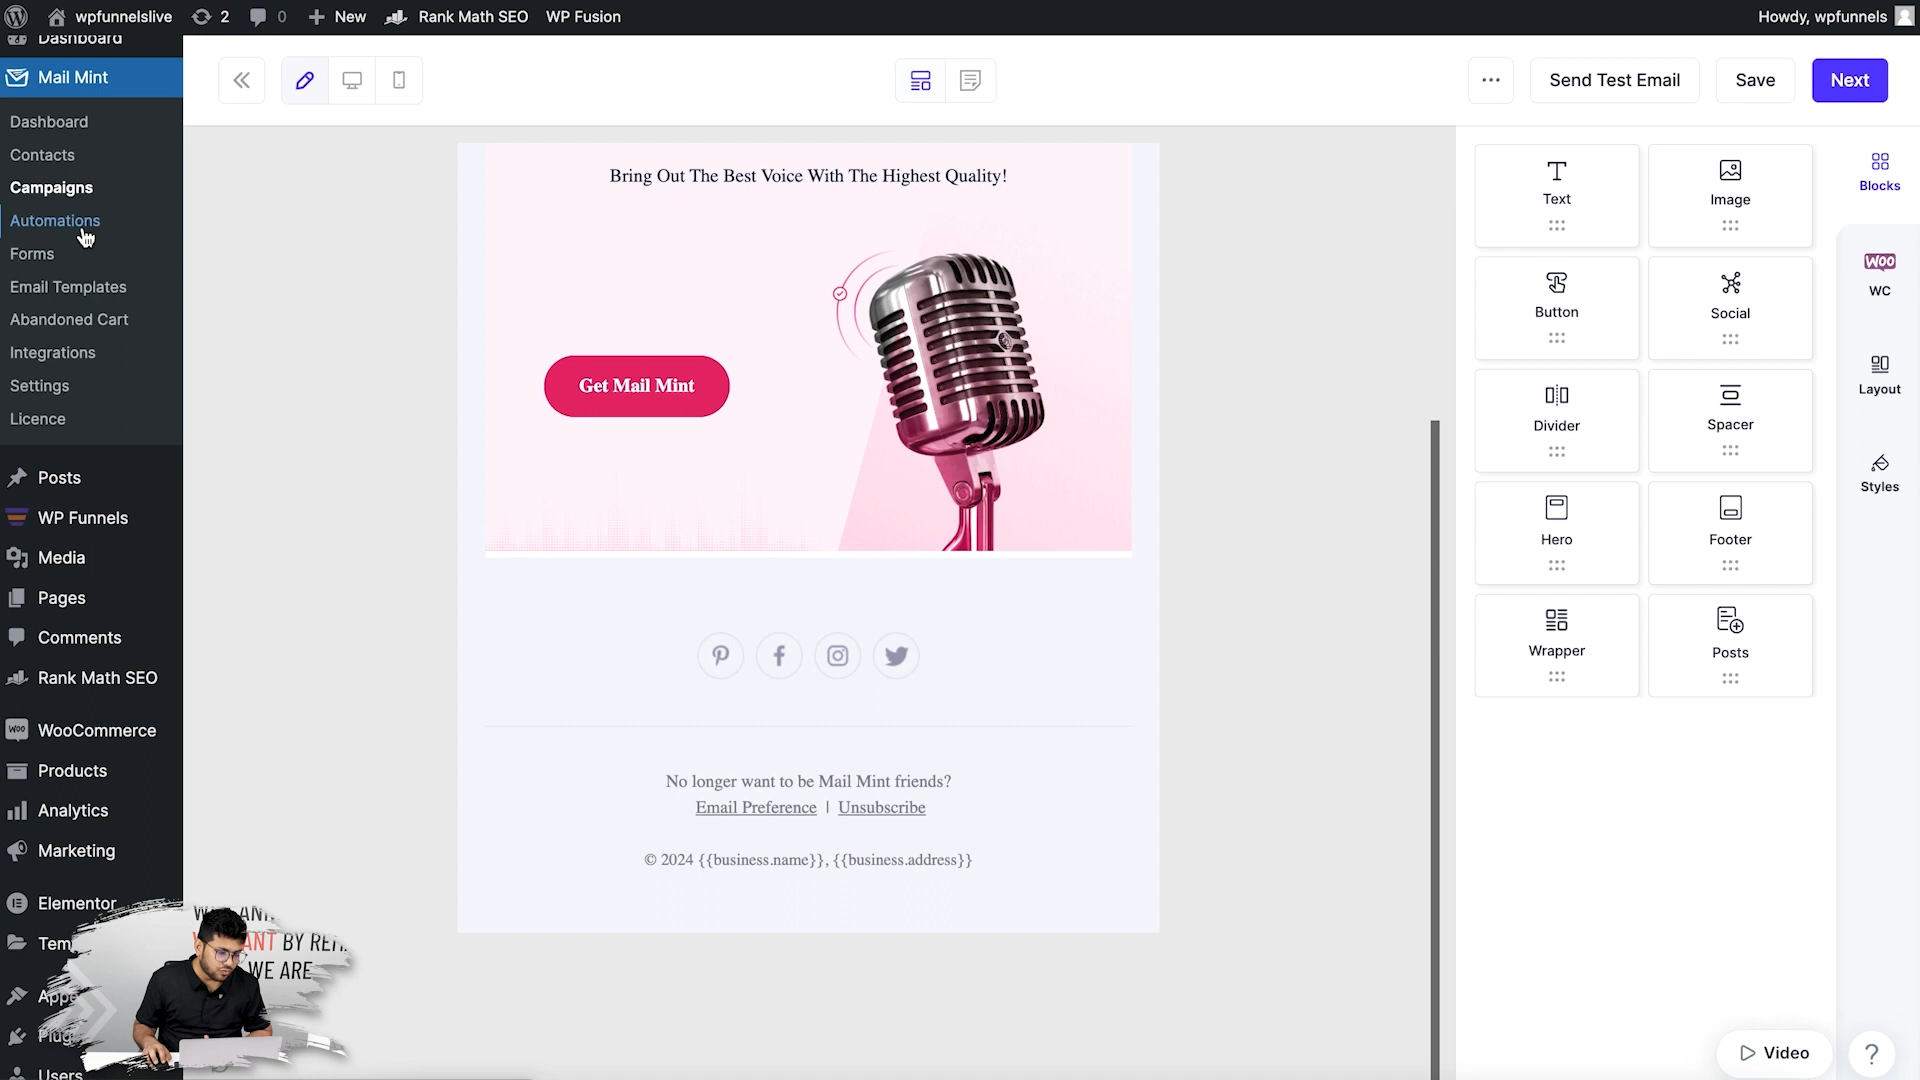 wpfunnelslive
2
0
New
Rank Math SEO
WP Fusion
Howdy, wpfunnels
Dashboard
Mail Mint
Dashboard
Contacts
Campaigns
Automations
Forms
Email Templates
Abandoned Cart
Integrations
Settings
Licence
Posts
WP Funnels
Media
Pages
Comments
Rank Math SEO
WooCommerce
Products
Analytics
Marketing
Elementor
Users
Send Test Email
Save
Next
Bring Out The Best Voice With The Highest Quality!
Get Mail Mint
No longer want to be Mail Mint friends?
Email Preference | Unsubscribe
© 2024 {{business.name}}, {{business.address}}
Text
Image
Button
Social
Divider
Spacer
Hero
Footer
Wrapper
Posts
Blocks
Woo
WC
Layout
Styles
Video
?
BY
WE ARE